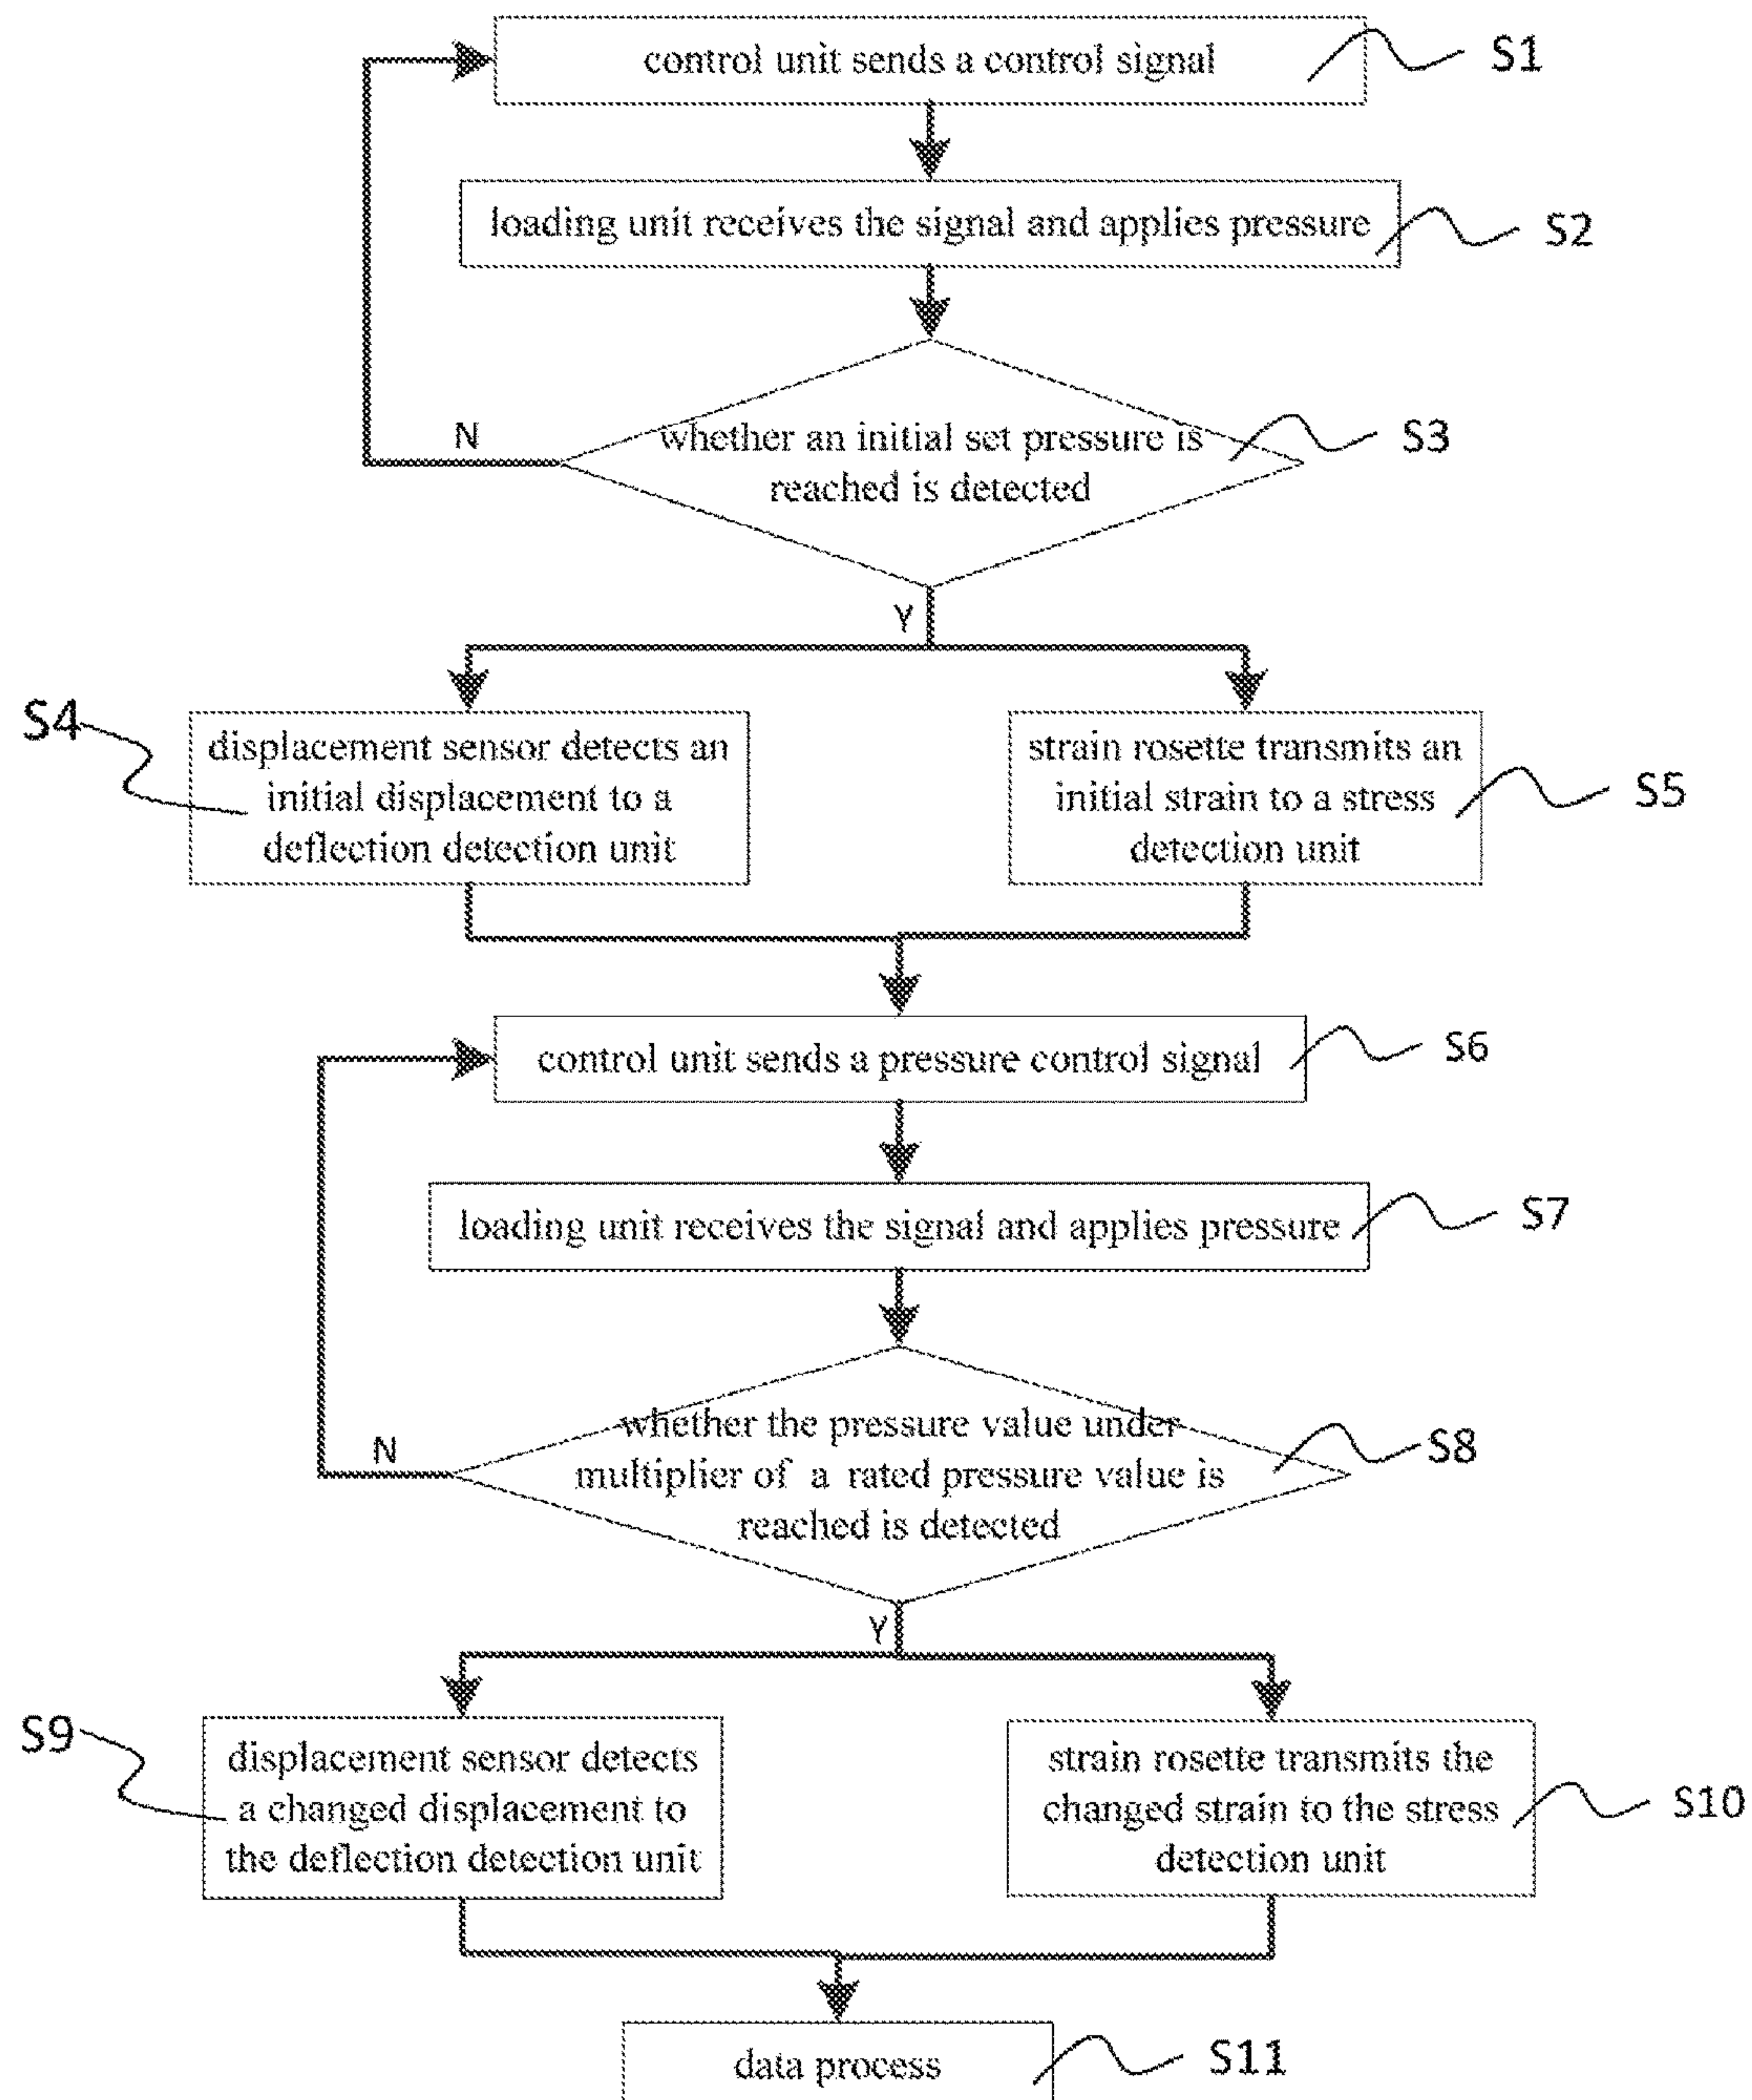 control unit sends a control signal
S1
loading unit receives the signal and applies pressure
S2
whether an initial set pressure is
reached is detected
S3
N
Y
S4
displacement sensor detects an
initial displacement to a
deflection detection unit
strain rosette transmits an
initial strain to a stress
detection unit
S5
control unit sends a pressure control signal
S6
loading unit receives the signal and applies pressure
S7
whether the pressure value under
multiplier of a rated pressure value is
reached is detected
S8
N
Y
S9
displacement sensor detects
a changed displacement to
the deflection detection unit
strain rosette transmits the
changed strain to the stress
detection unit
S10
data process
S11